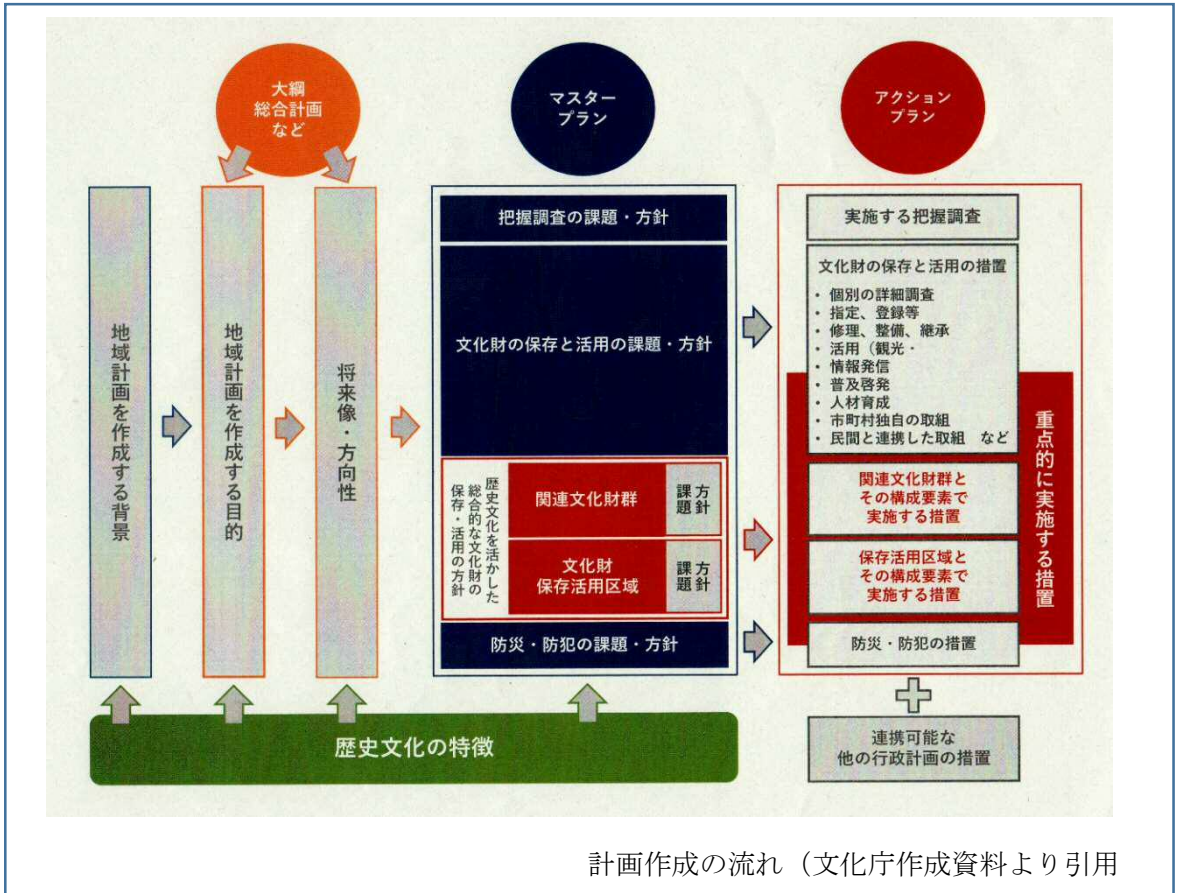 大綱
総合計画
など
マスター
プラン
アクション
プラン
地域計画を作成する背景
地域計画を作成する目的
将来像・方向性
把握調査の課題・方針
文化財の保存と活用の課題・方針
歴史文化を活かした
総合的な文化財の
保存・活用の方針
関連文化財群
方針
課題
文化財
保存活用区域
方針
課題
防災・防犯の課題・方針
実施する把握調査
文化財の保存と活用の措置
・ 個別の詳細調査
・ 指定、登録等
・ 修理、整備、継承
・ 活用（観光・
・ 情報発信
・ 普及啓発
・ 人材育成
・ 市町村独自の取組
・ 民間と連携した取組 など
関連文化財群と
その構成要素で
実施する措置
保存活用区域と
その構成要素で
実施する措置
防災・防犯の措置
重点的に実施する措置
歴史文化の特徴
連携可能な
他の行政計画の措置
計画作成の流れ（文化庁作成資料より引用